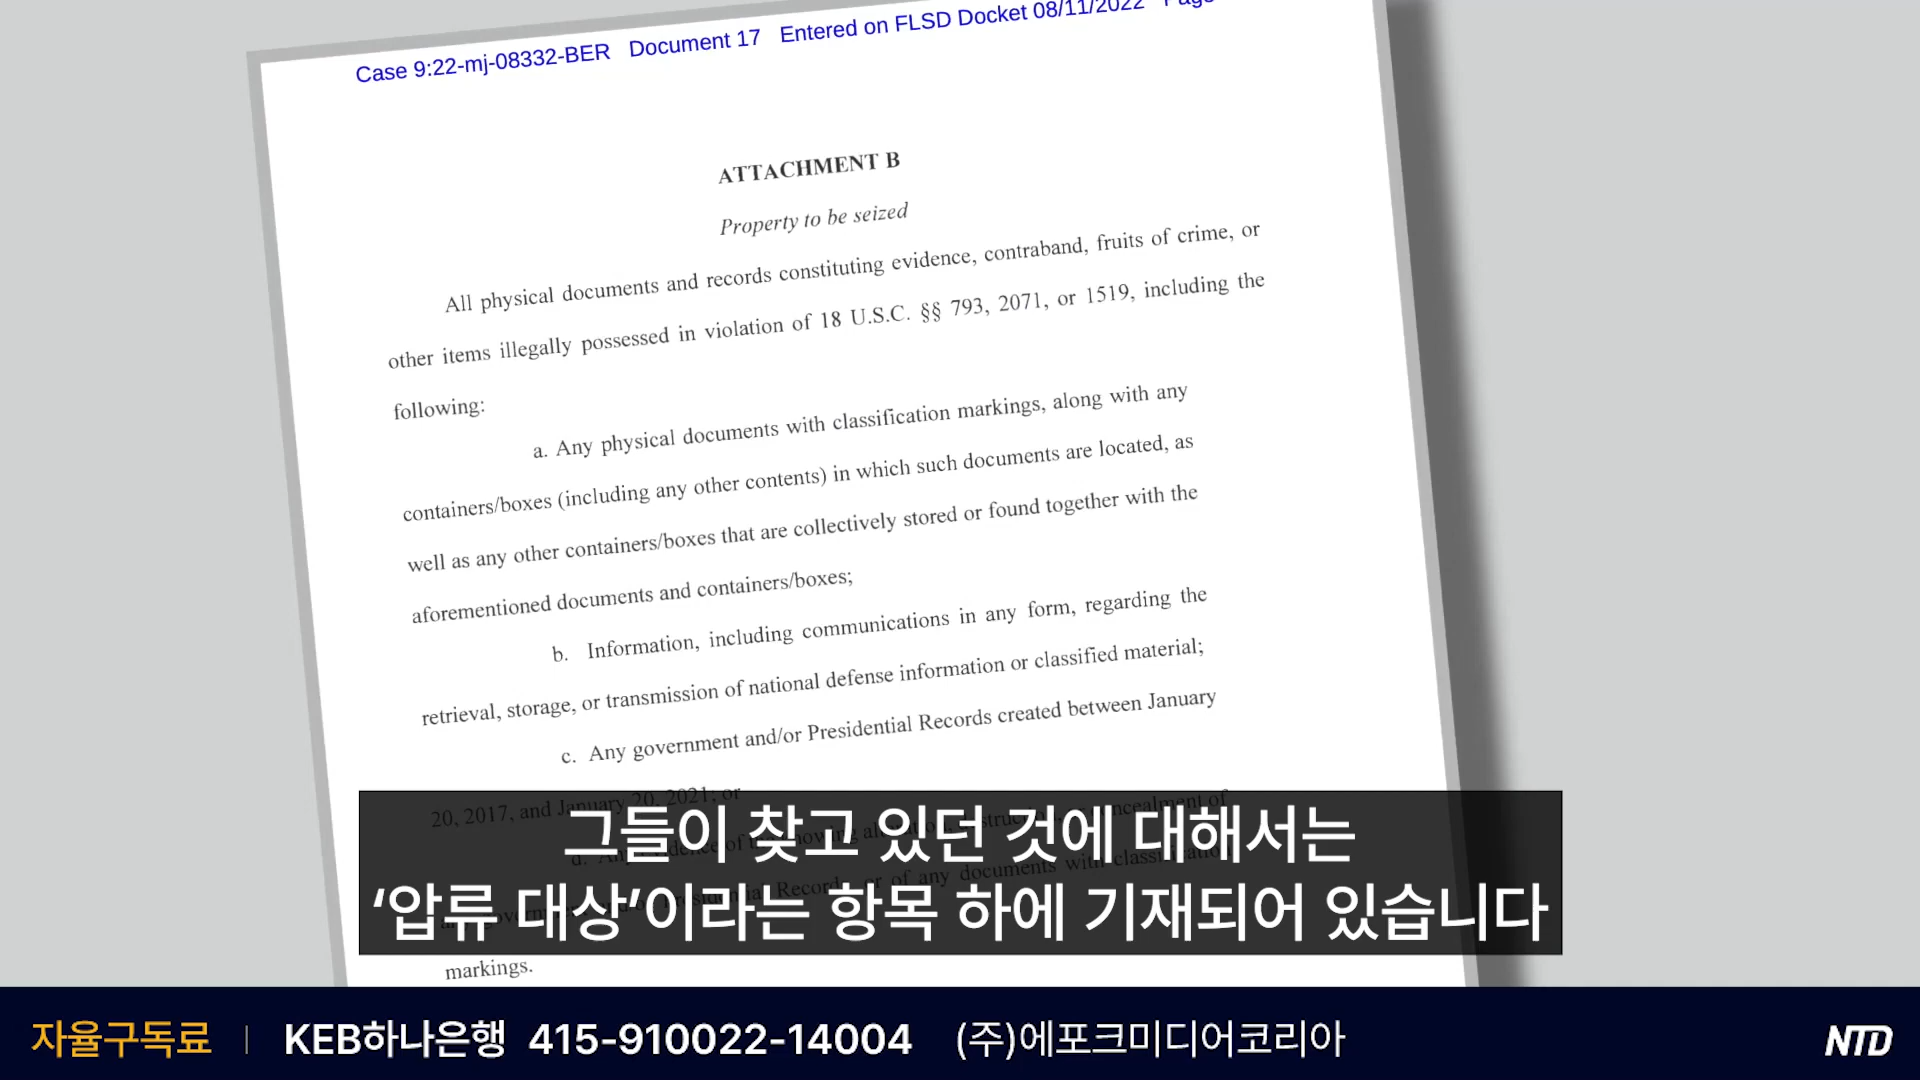 Case 9:22-mj-08332-BER Document 17 Entered on FLSD Docket 08/11/2022 Page
ATTACHMENT B
Property to be seized
All physical documents and records constituting evidence, contraband, fruits of crime, or
other items illegally possessed in violation of 18 U.S.C. §§ 793, 2071, or 1519, including the
following:
a. Any physical documents with classification markings, along with any
containers/boxes (including any other contents) in which such documents are located, as
well as any other containers/boxes that are collectively stored or found together with the
aforementioned documents and containers/boxes;
b. Information, including communications in any form, regarding the
retrieval, storage, or transmission of national defense information or classified material;
c. Any government and/or Presidential Records created between January
20, 2017, and January 20, 2021; or
그들이 찾고 있던 것에 대해서는
‘압류 대상‘이라는 항목 하에 기재되어 있습니다
markings.
자율구독료 | KEB하나은행 415-910022-14004 (주)에포크미디어코리아
NTD